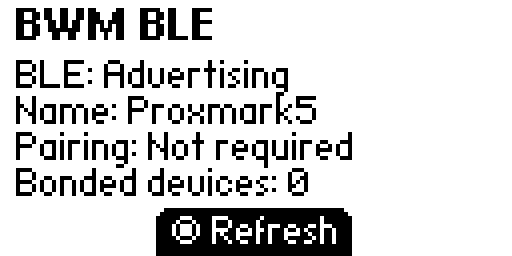 BWM BLE
BLE: Advertising
Name: Proxmark5
Pairing: Not required
Bonded devices: 0
Refresh